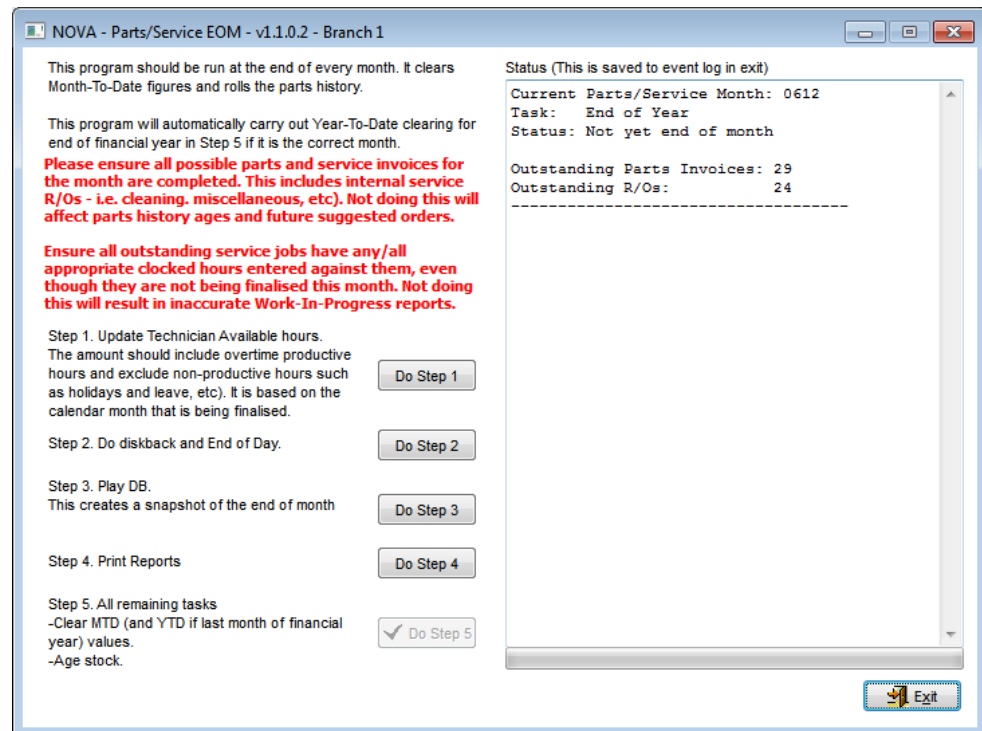 NOVA - Parts/Service EOM - v1.1.0.2 - Branch 1
This program should be run at the end of every month. It clears
Month-To-Date figures and rolls the parts history.
This program will automatically carry out Year-To-Date clearing for
end of financial year in Step 5 if it is the correct month.
Please ensure all possible parts and service invoices for
the month are completed. This includes internal service
R/Os - i.e. cleaning. miscellaneous, etc). Not doing this will
affect parts history ages and future suggested orders.
Ensure all outstanding service jobs have any/all
appropriate clocked hours entered against them, even
though they are not being finalised this month. Not doing
this will result in inaccurate Work-In-Progress reports.
Step 1. Update Technician Available hours.
The amount should include overtime productive
hours and exclude non-productive hours such
as holidays and leave, etc). It is based on the
calendar month that is being finalised.
Do Step 1
Step 2. Do diskback and End of Day.
Do Step 2
Step 3. Play DB.
This creates a snapshot of the end of month
Do Step 3
Step 4. Print Reports
Do Step 4
Step 5. All remaining tasks
-Clear MTD (and YTD if last month of financial
year) values.
-Age stock.
Do Step 5
Status (This is saved to event log in exit)
Current Parts/Service Month: 0612
Task: End of Year
Status: Not yet end of month
Outstanding Parts Invoices: 29
Outstanding R/Os: 24
------------------------------------
Exit